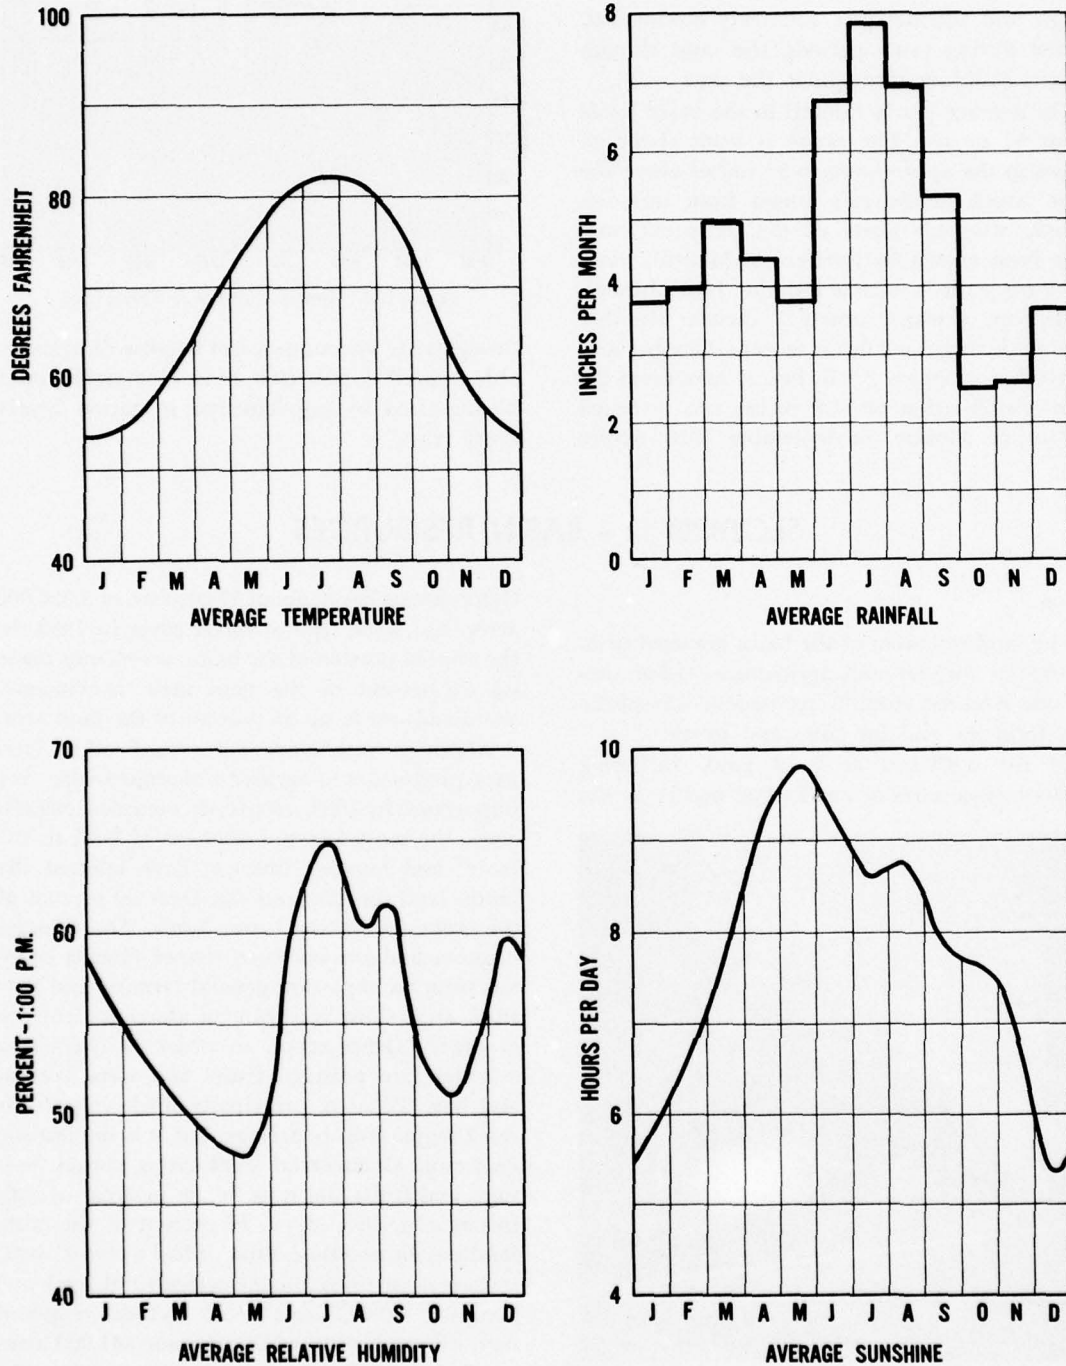 100
80
60
40
DEGREES FAHRENHEIT
J F M A M J J A S O N D
AVERAGE TEMPERATURE
8
6
4
2
0
INCHES PER MONTH
J F M A M J J A S O N D
AVERAGE RAINFALL
70
60
50
40
PERCENT-1:00 P.M.
J F M A M J J A S O N D
AVERAGE RELATIVE HUMIDITY
10
8
6
4
HOURS PER DAY
J F M A M J J A S O N D
AVERAGE SUNSHINE